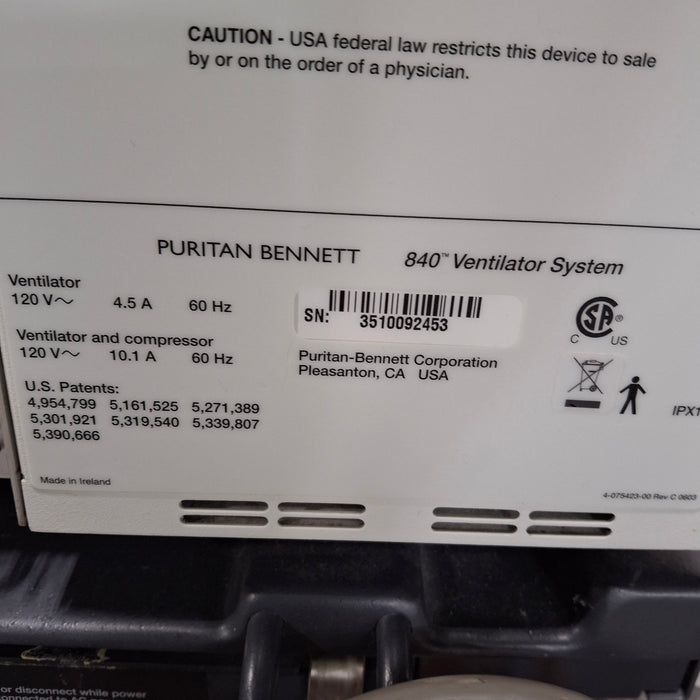 CAUTION - USA federal law restricts this device to sale
by or on the order of a physician.
PURITAN BENNETT 840™ Ventilator System
Ventilator
120 V~ 4.5 A 60 Hz
Ventilator and compressor
120 V~ 10.1 A 60 Hz
U.S. Patents:
4,954,799 5,161,525 5,271,389
5,301,921 5,319,540 5,339,807
5,390,666
SN: 3510092453
Puritan-Bennett Corporation
Pleasanton, CA USA
SA ®
C US
IPX1
Made in Ireland
4-075423-00 Rev C 0603
or disconnect while power